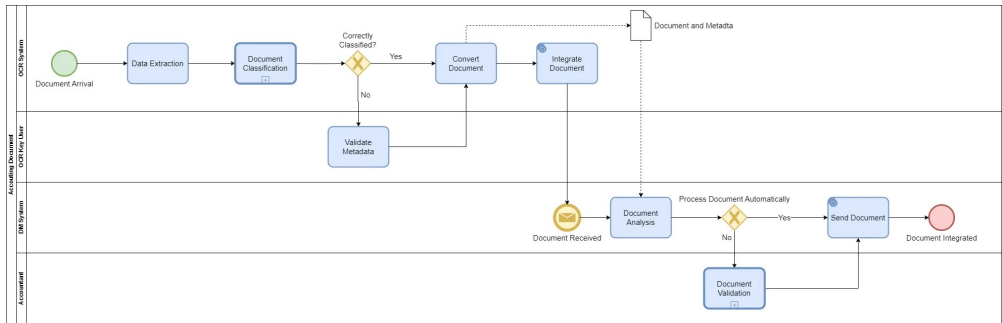 Accouting Document
OCR System
Document Arrival
Data Extraction
Document
Classification
Correctly
Classified?
Yes
No
Convert
Document
Integrate
Document
Document and Metadta
OCR Key User
Validate
Metadata
DM System
Document Received
Document
Analysis
Process Document Automatically
Yes
No
Send Document
Document Integrated
Accountant
Document
Validation